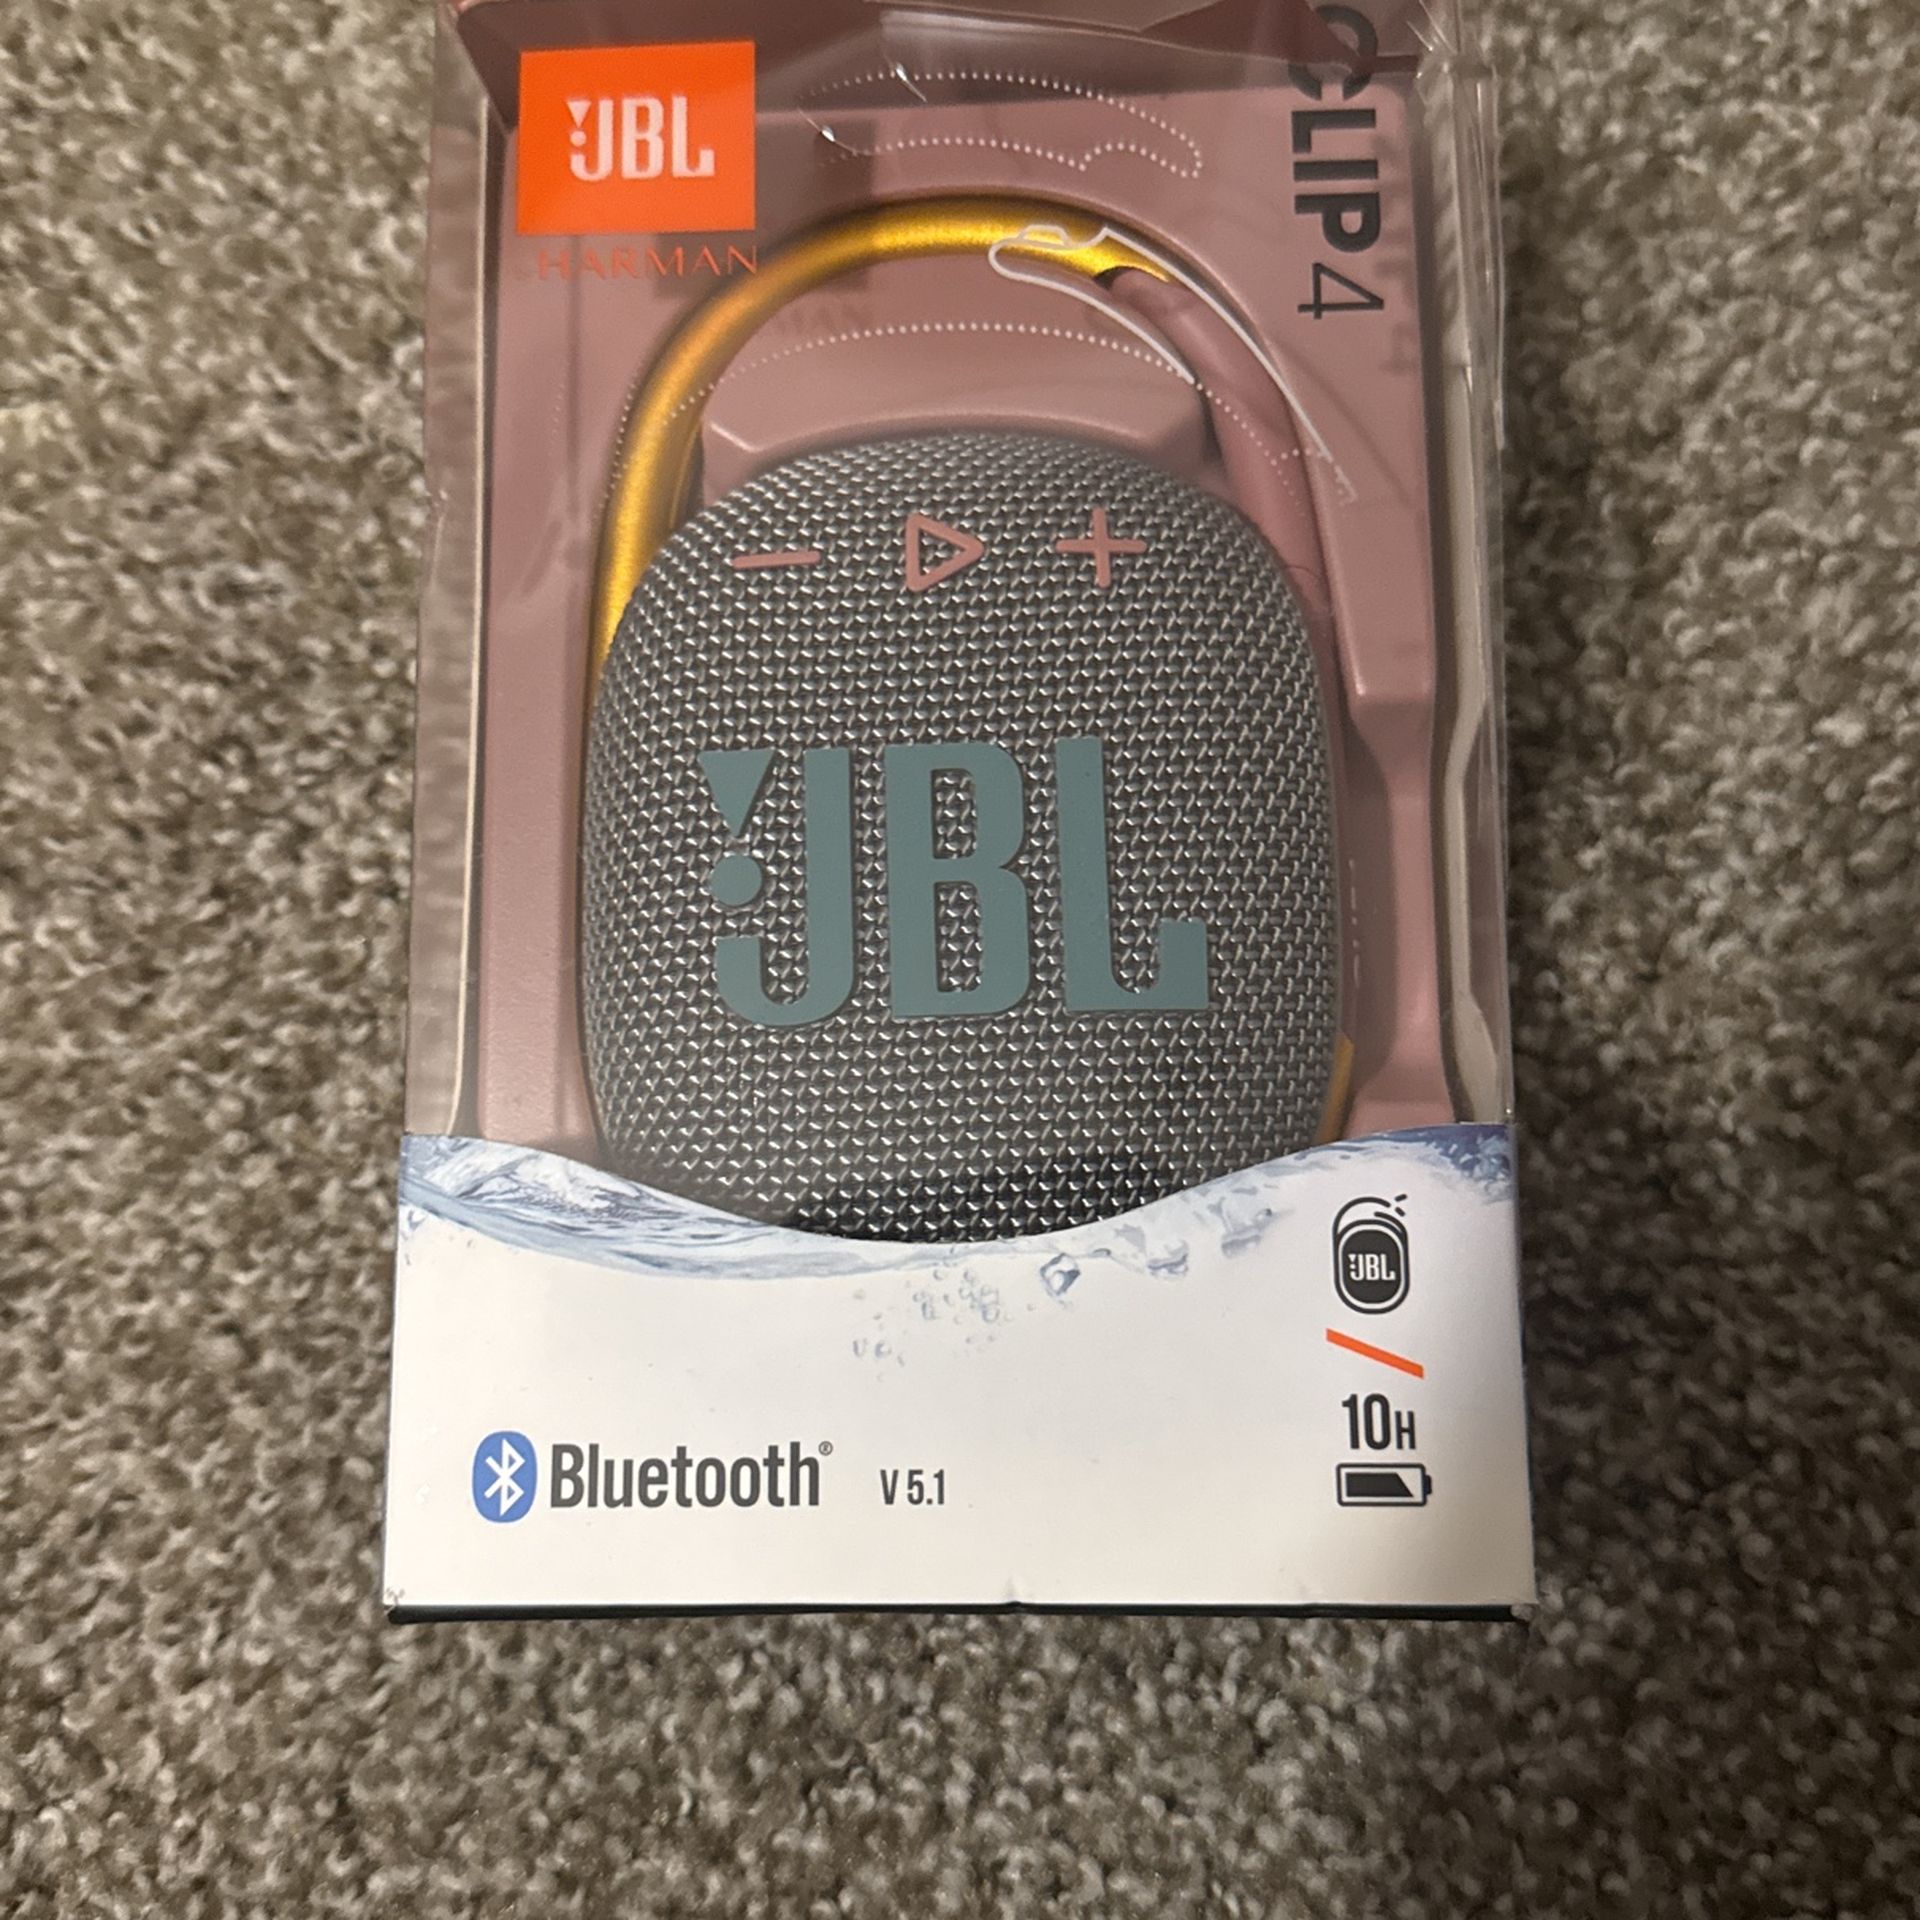 JBL
HARMAN
CLIP4
JBL
JBL
10H
Bluetooth®
V 5.1